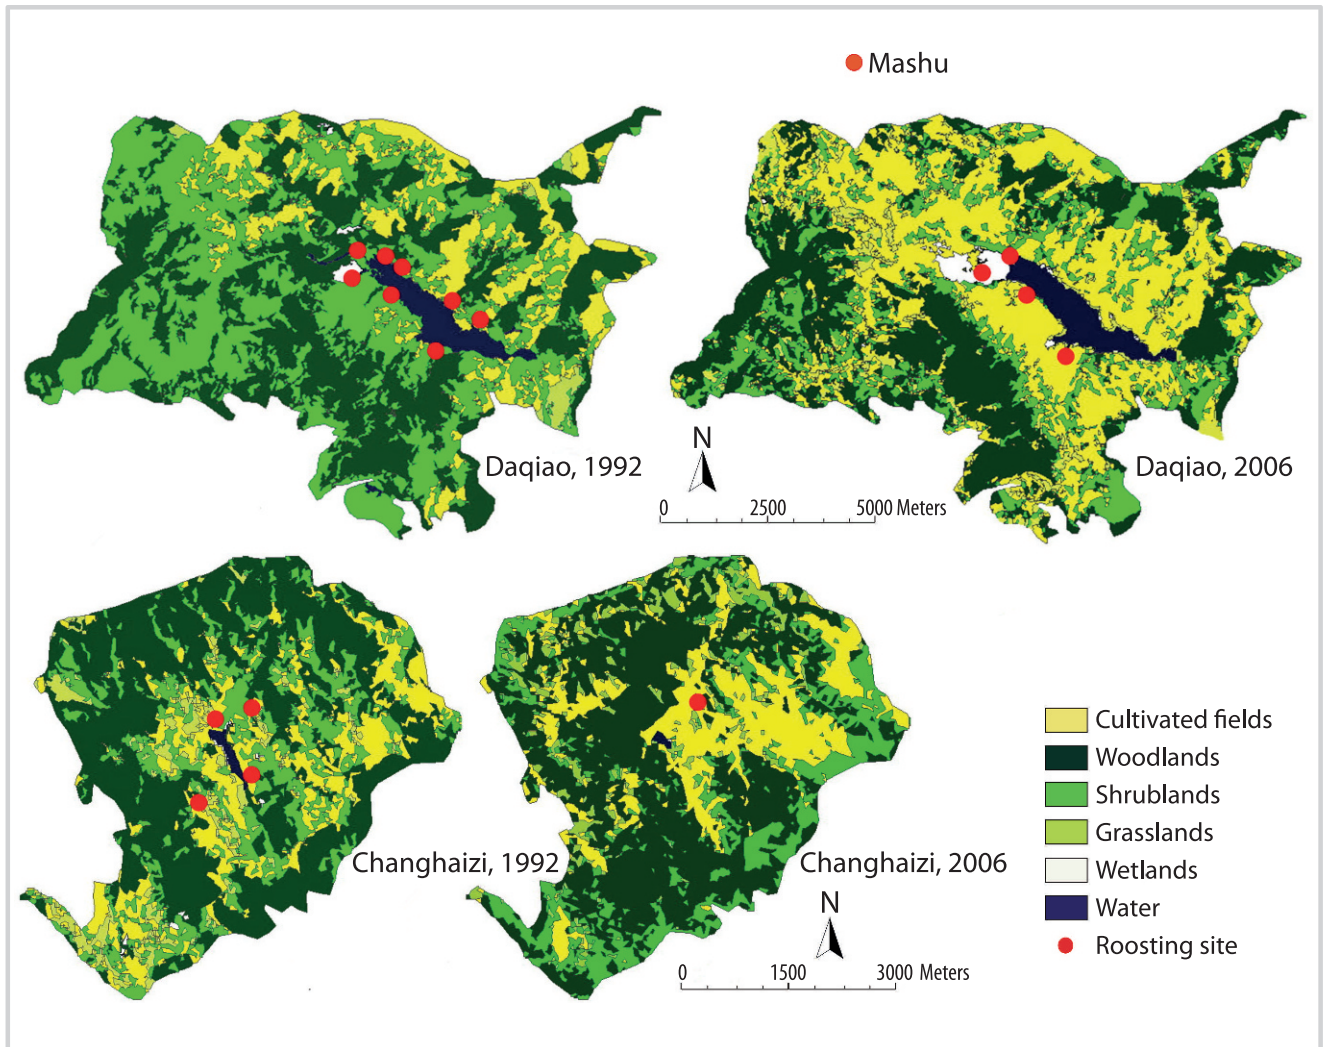 Mashu
Daqiao, 1992
N
0 2500 5000 Meters
Daqiao, 2006
Changhaizi, 1992
Changhaizi, 2006
N
0 1500 3000 Meters
Cultivated fields
Woodlands
Shrublands
Grasslands
Wetlands
Water
Roosting site